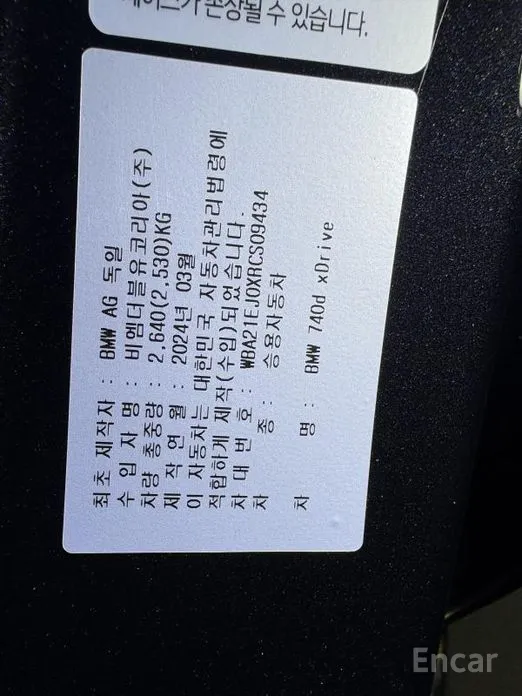 손상될 수 있습니다.
최초 제작자 : BMW AG 독일
수 입 자 명 : 비엠더블유코리아(주)
차량 총중량 : 2,640(2,530)KG
제 작 연 월 : 2024년 03월
이 자동차는 대한민국 자동차관리법령에
적합하게 제작(수입)되었습니다.
차 대 번 호 : WBA21EJ0XRCS09434
차 종 : 승용자동차
차 명 : BMW 740d xDrive
Encar